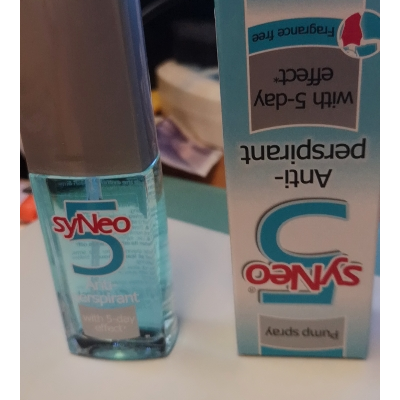 syNeo
5
Anti-
perspirant
with 5-day
effect*
Pump spray
syNeo®
5
Anti-
perspirant
with 5-day
effect*
Fragrance free